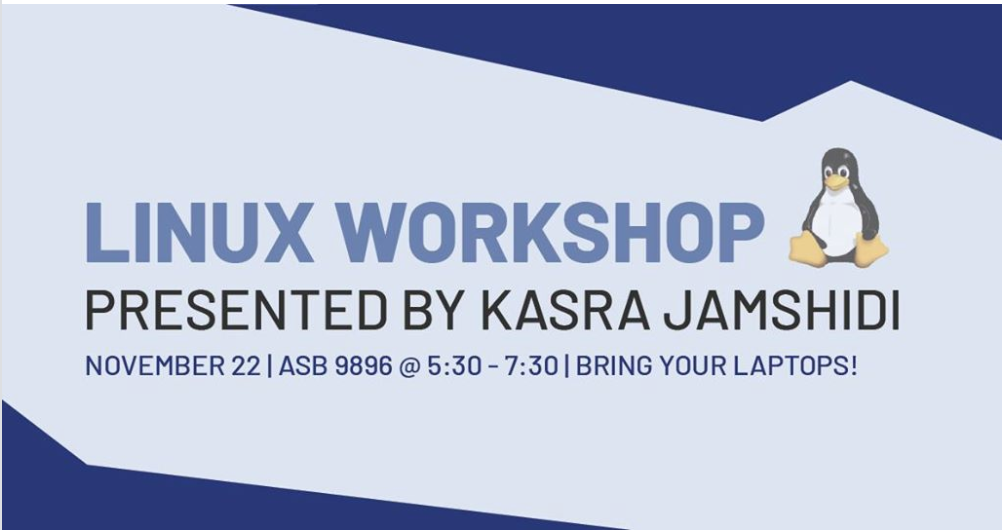 LINUX WORKSHOP
PRESENTED BY KASRA JAMSHIDI
NOVEMBER 22 | ASB 9896 @ 5:30 - 7:30 | BRING YOUR LAPTOPS!